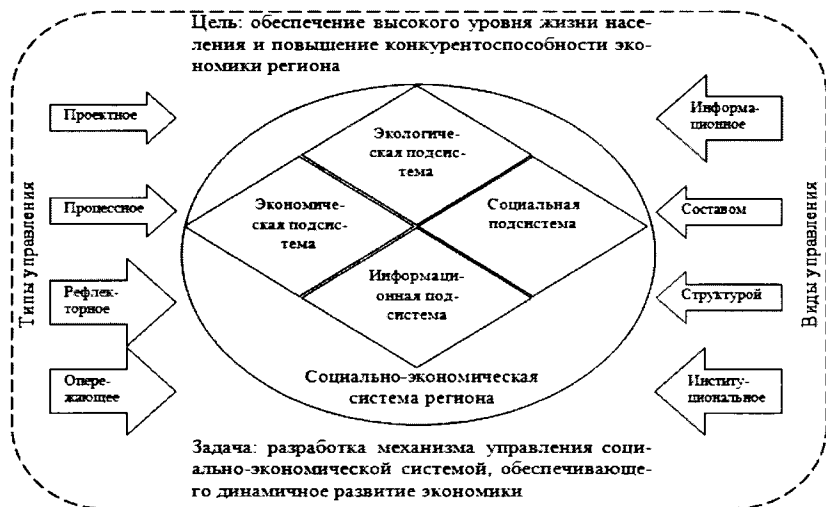 Цель: обеспечение высокого уровня жизни насе-
ления и повышение конкурентоспособности эко-
номики региона
Типы управления
Проектное
Процессное
Рефлек-
торное
Опере-
жающее
Экологиче-
ская подсис-
тема
Экономиче-
ская подсис-
тема
Социальная
подсистема
Информаци-
онная под-
система
Социально-экономическая
система региона
Информа-
ционное
Составом
Структурой
Институ-
циональное
Виды управления
Задача: разработка механизма управления соци-
ально-экономической системой, обеспечивающе-
го динамичное развитие экономики